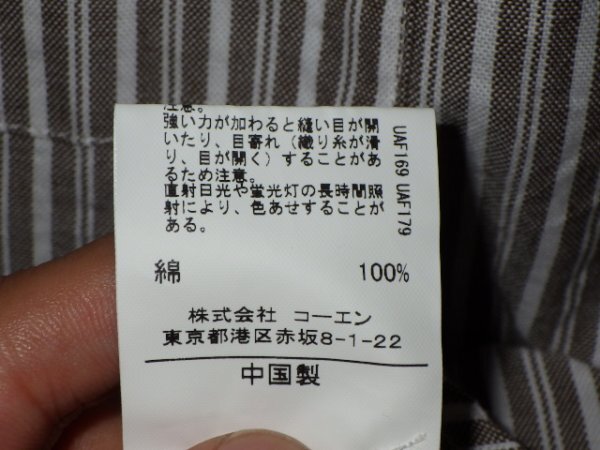 注意。
強い力が加わると縫い目が開
いたり、目寄れ（織り糸が滑
り、目が開く）することがあ
るため注意。
直射日光や蛍光灯の長時間照
射により、色あせすることが
ある。
綿 100%
株式会社 コーエン
東京都港区赤坂8-1-22
中国製
UAF169 UAF179